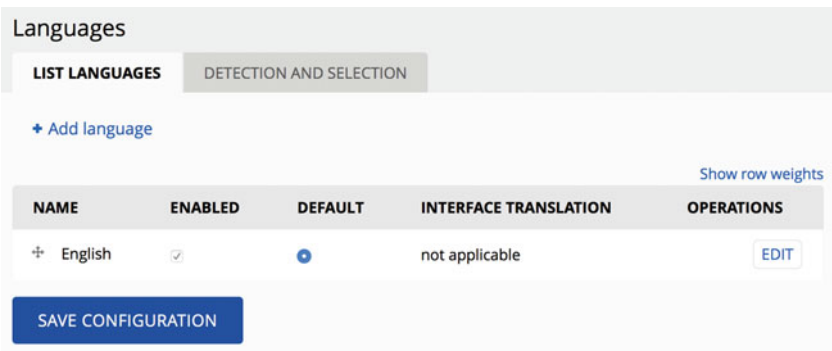 Languages
LIST LANGUAGES DETECTION AND SELECTION
+ Add language
Show row weights
NAME ENABLED DEFAULT INTERFACE TRANSLATION OPERATIONS
English not applicable EDIT
SAVE CONFIGURATION